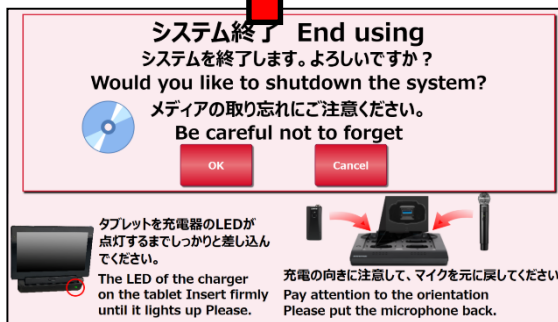 システム終了 End using
システムを終了します。よろしいですか？
Would you like to shutdown the system?
メディアの取り忘れにご注意ください。
Be careful not to forget
OK
Cancel
タブレットを充電器のLEDが
点灯するまでしっかりと差し込ん
でください。
The LED of the charger
on the tablet Insert firmly
until it lights up Please.
充電の向きに注意して、マイクを元に戻してください
Pay attention to the orientation
Please put the microphone back.